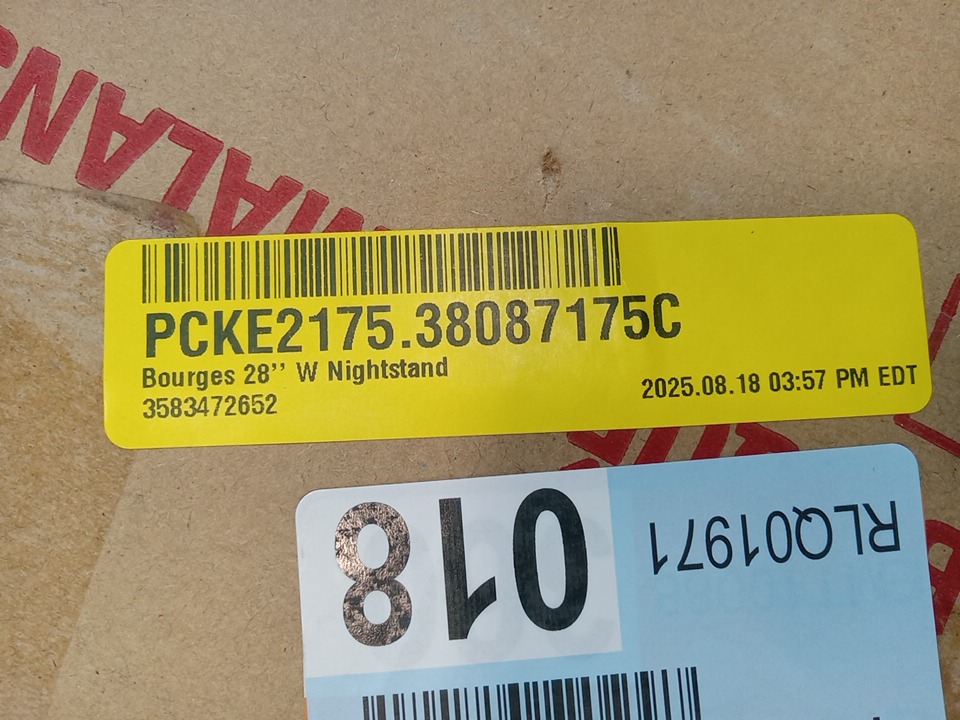 PCKE2175.38087175C
Bourges 28'' W Nightstand
3583472652
2025.08.18 03:57 PM EDT
RLQ01971
018